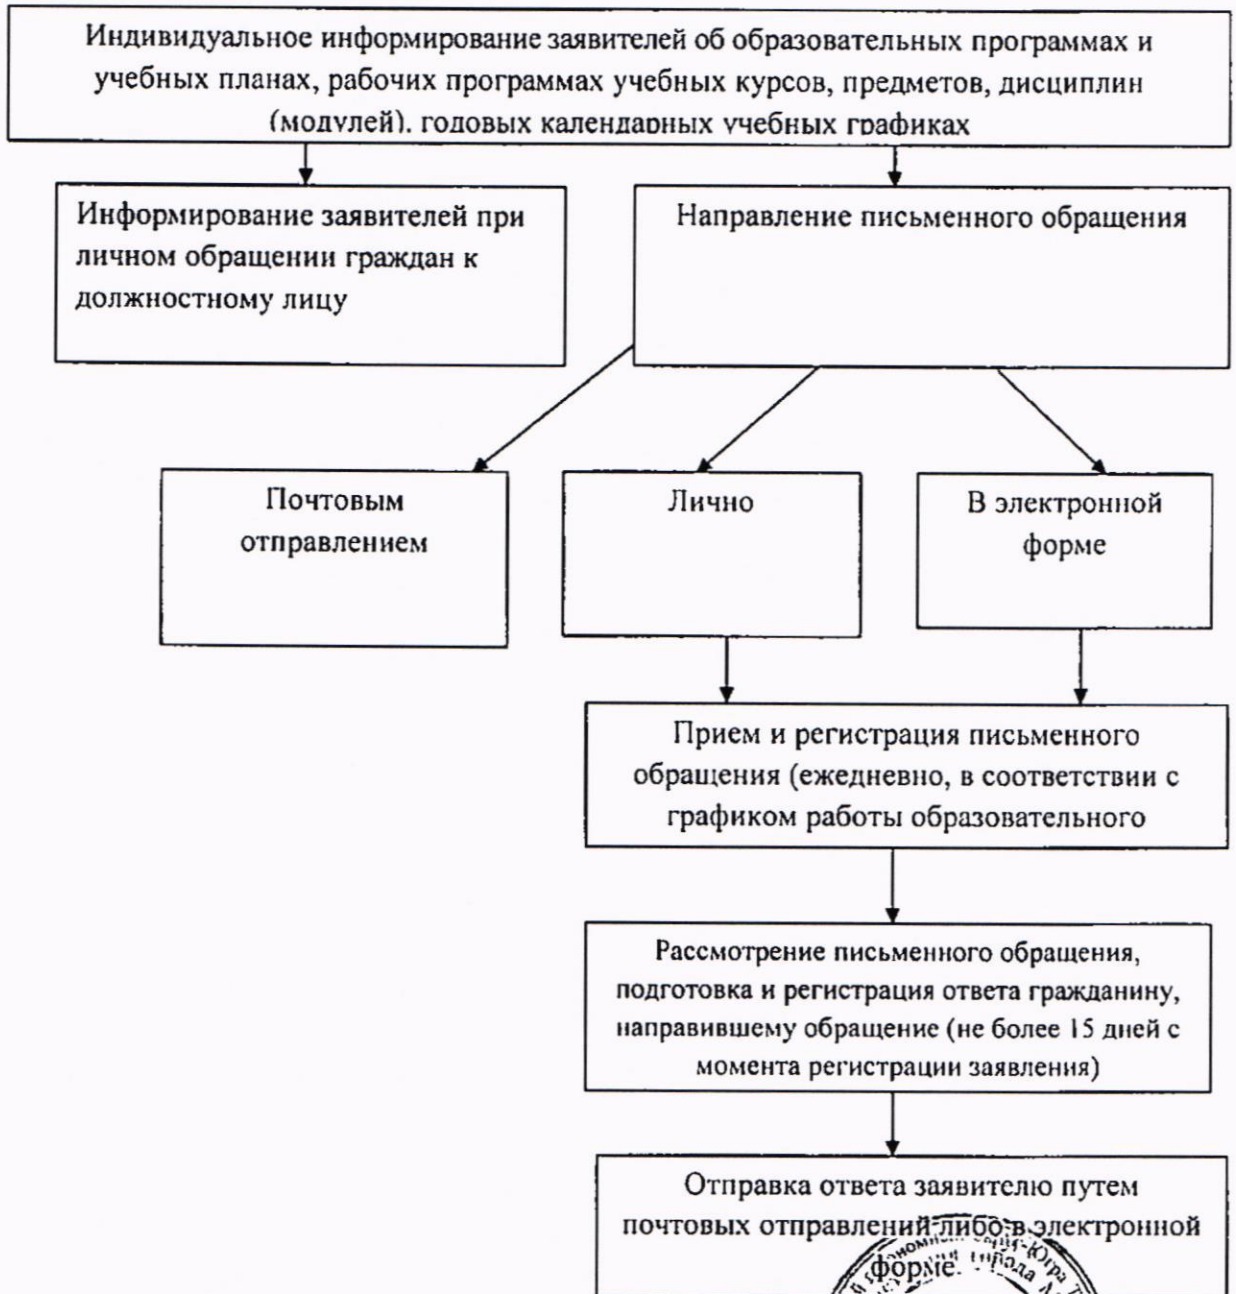 Индивидуальное информирование заявителей об образовательных программах и
учебных планах, рабочих программах учебных курсов, предметов, дисциплин
(модулей), годовых календарных учебных графиках
Информирование заявителей при
личном обращении граждан к
должностному лицу
Направление письменного обращения
Почтовым
отправлением
Лично
В электронной
форме
Прием и регистрация письменного
обращения (ежедневно, в соответствии с
графиком работы образовательного
Рассмотрение письменного обращения,
подготовка и регистрация ответа гражданину,
направившему обращение (не более 15 дней с
момента регистрации заявления)
Отправка ответа заявителю путем
почтовых отправлений либо в электронной
форме.
города